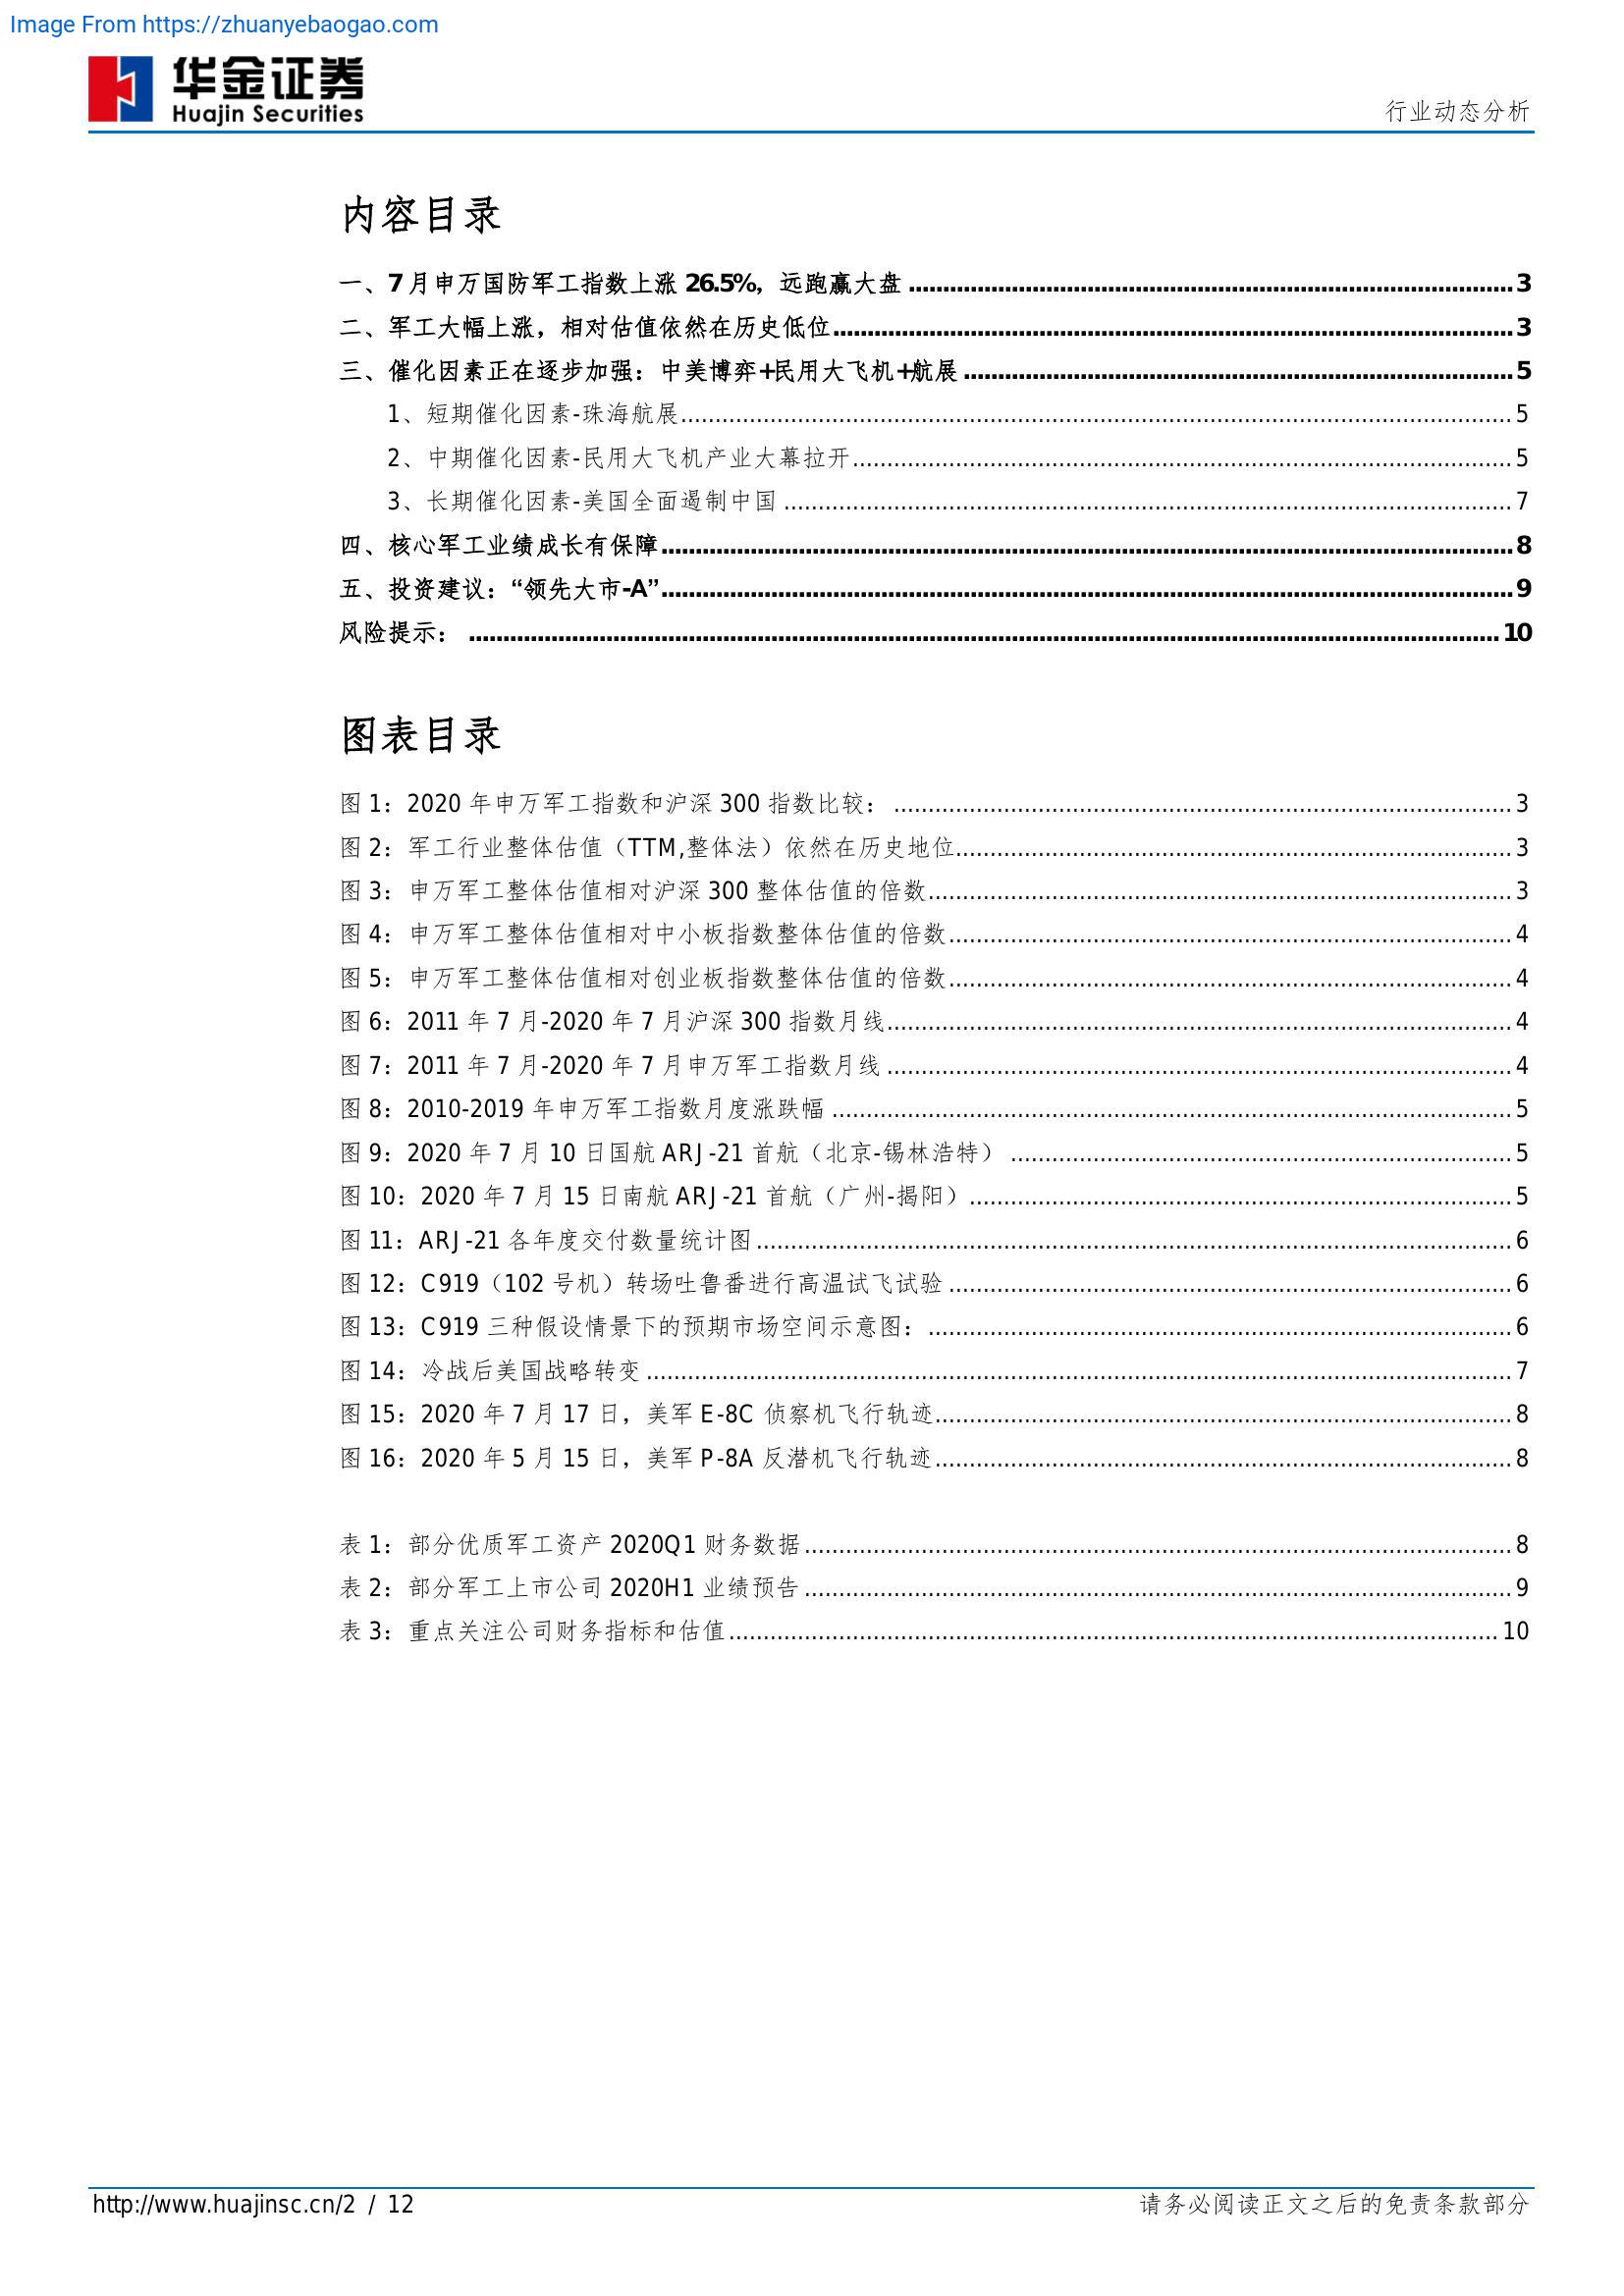 Image From https://zhuanyebaogao.com
华金证券
Huajin Securities
行业动态分析
内容目录
一、7月申万国防军工指数上涨 26.5%，远跑赢大盘 ........ 3
二、军工大幅上涨，相对估值依然在历史低位........ 3
三、催化因素正在逐步加强：中美博弈+民用大飞机+航展 ........ 5
1、短期催化因素-珠海航展........ 5
2、中期催化因素-民用大飞机产业大幕拉开........ 5
3、长期催化因素-美国全面遏制中国 ........ 7
四、核心军工业绩成长有保障........ 8
五、投资建议：“领先大市-A”........ 9
风险提示： ........ 10
图表目录
图 1：2020 年申万军工指数和沪深 300 指数比较： ........ 3
图 2：军工行业整体估值（TTM,整体法）依然在历史地位........ 3
图 3：申万军工整体估值相对沪深 300 整体估值的倍数........ 3
图 4：申万军工整体估值相对中小板指数整体估值的倍数........ 4
图 5：申万军工整体估值相对创业板指数整体估值的倍数........ 4
图 6：2011 年 7 月-2020 年 7 月沪深 300 指数月线........ 4
图 7：2011 年 7 月-2020 年 7 月申万军工指数月线 ........ 4
图 8：2010-2019 年申万军工指数月度涨跌幅 ........ 5
图 9：2020 年 7 月 10 日国航 ARJ-21 首航（北京-锡林浩特） ........ 5
图 10：2020 年 7 月 15 日南航 ARJ-21 首航（广州-揭阳）........ 5
图 11：ARJ-21 各年度交付数量统计图........ 6
图 12：C919（102 号机）转场吐鲁番进行高温试飞试验 ........ 6
图 13：C919 三种假设情景下的预期市场空间示意图：........ 6
图 14：冷战后美国战略转变 ........ 7
图 15：2020 年 7 月 17 日，美军 E-8C 侦察机飞行轨迹........ 8
图 16：2020 年 5 月 15 日，美军 P-8A 反潜机飞行轨迹........ 8
表 1：部分优质军工资产 2020Q1 财务数据........ 8
表 2：部分军工上市公司 2020H1 业绩预告 ........ 9
表 3：重点关注公司财务指标和估值........ 10
http://www.huajinsc.cn/2 / 12
请务必阅读正文之后的免责条款部分